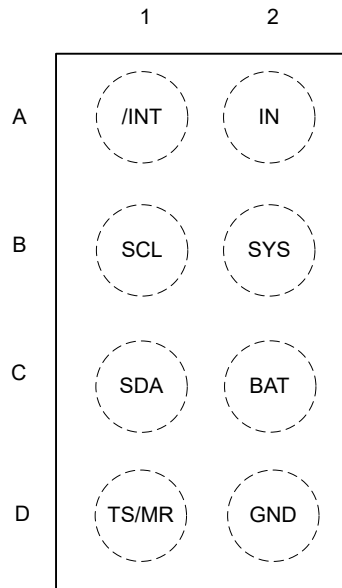 1 2
A /INT IN
B SCL SYS
C SDA BAT
D TS/MR GND